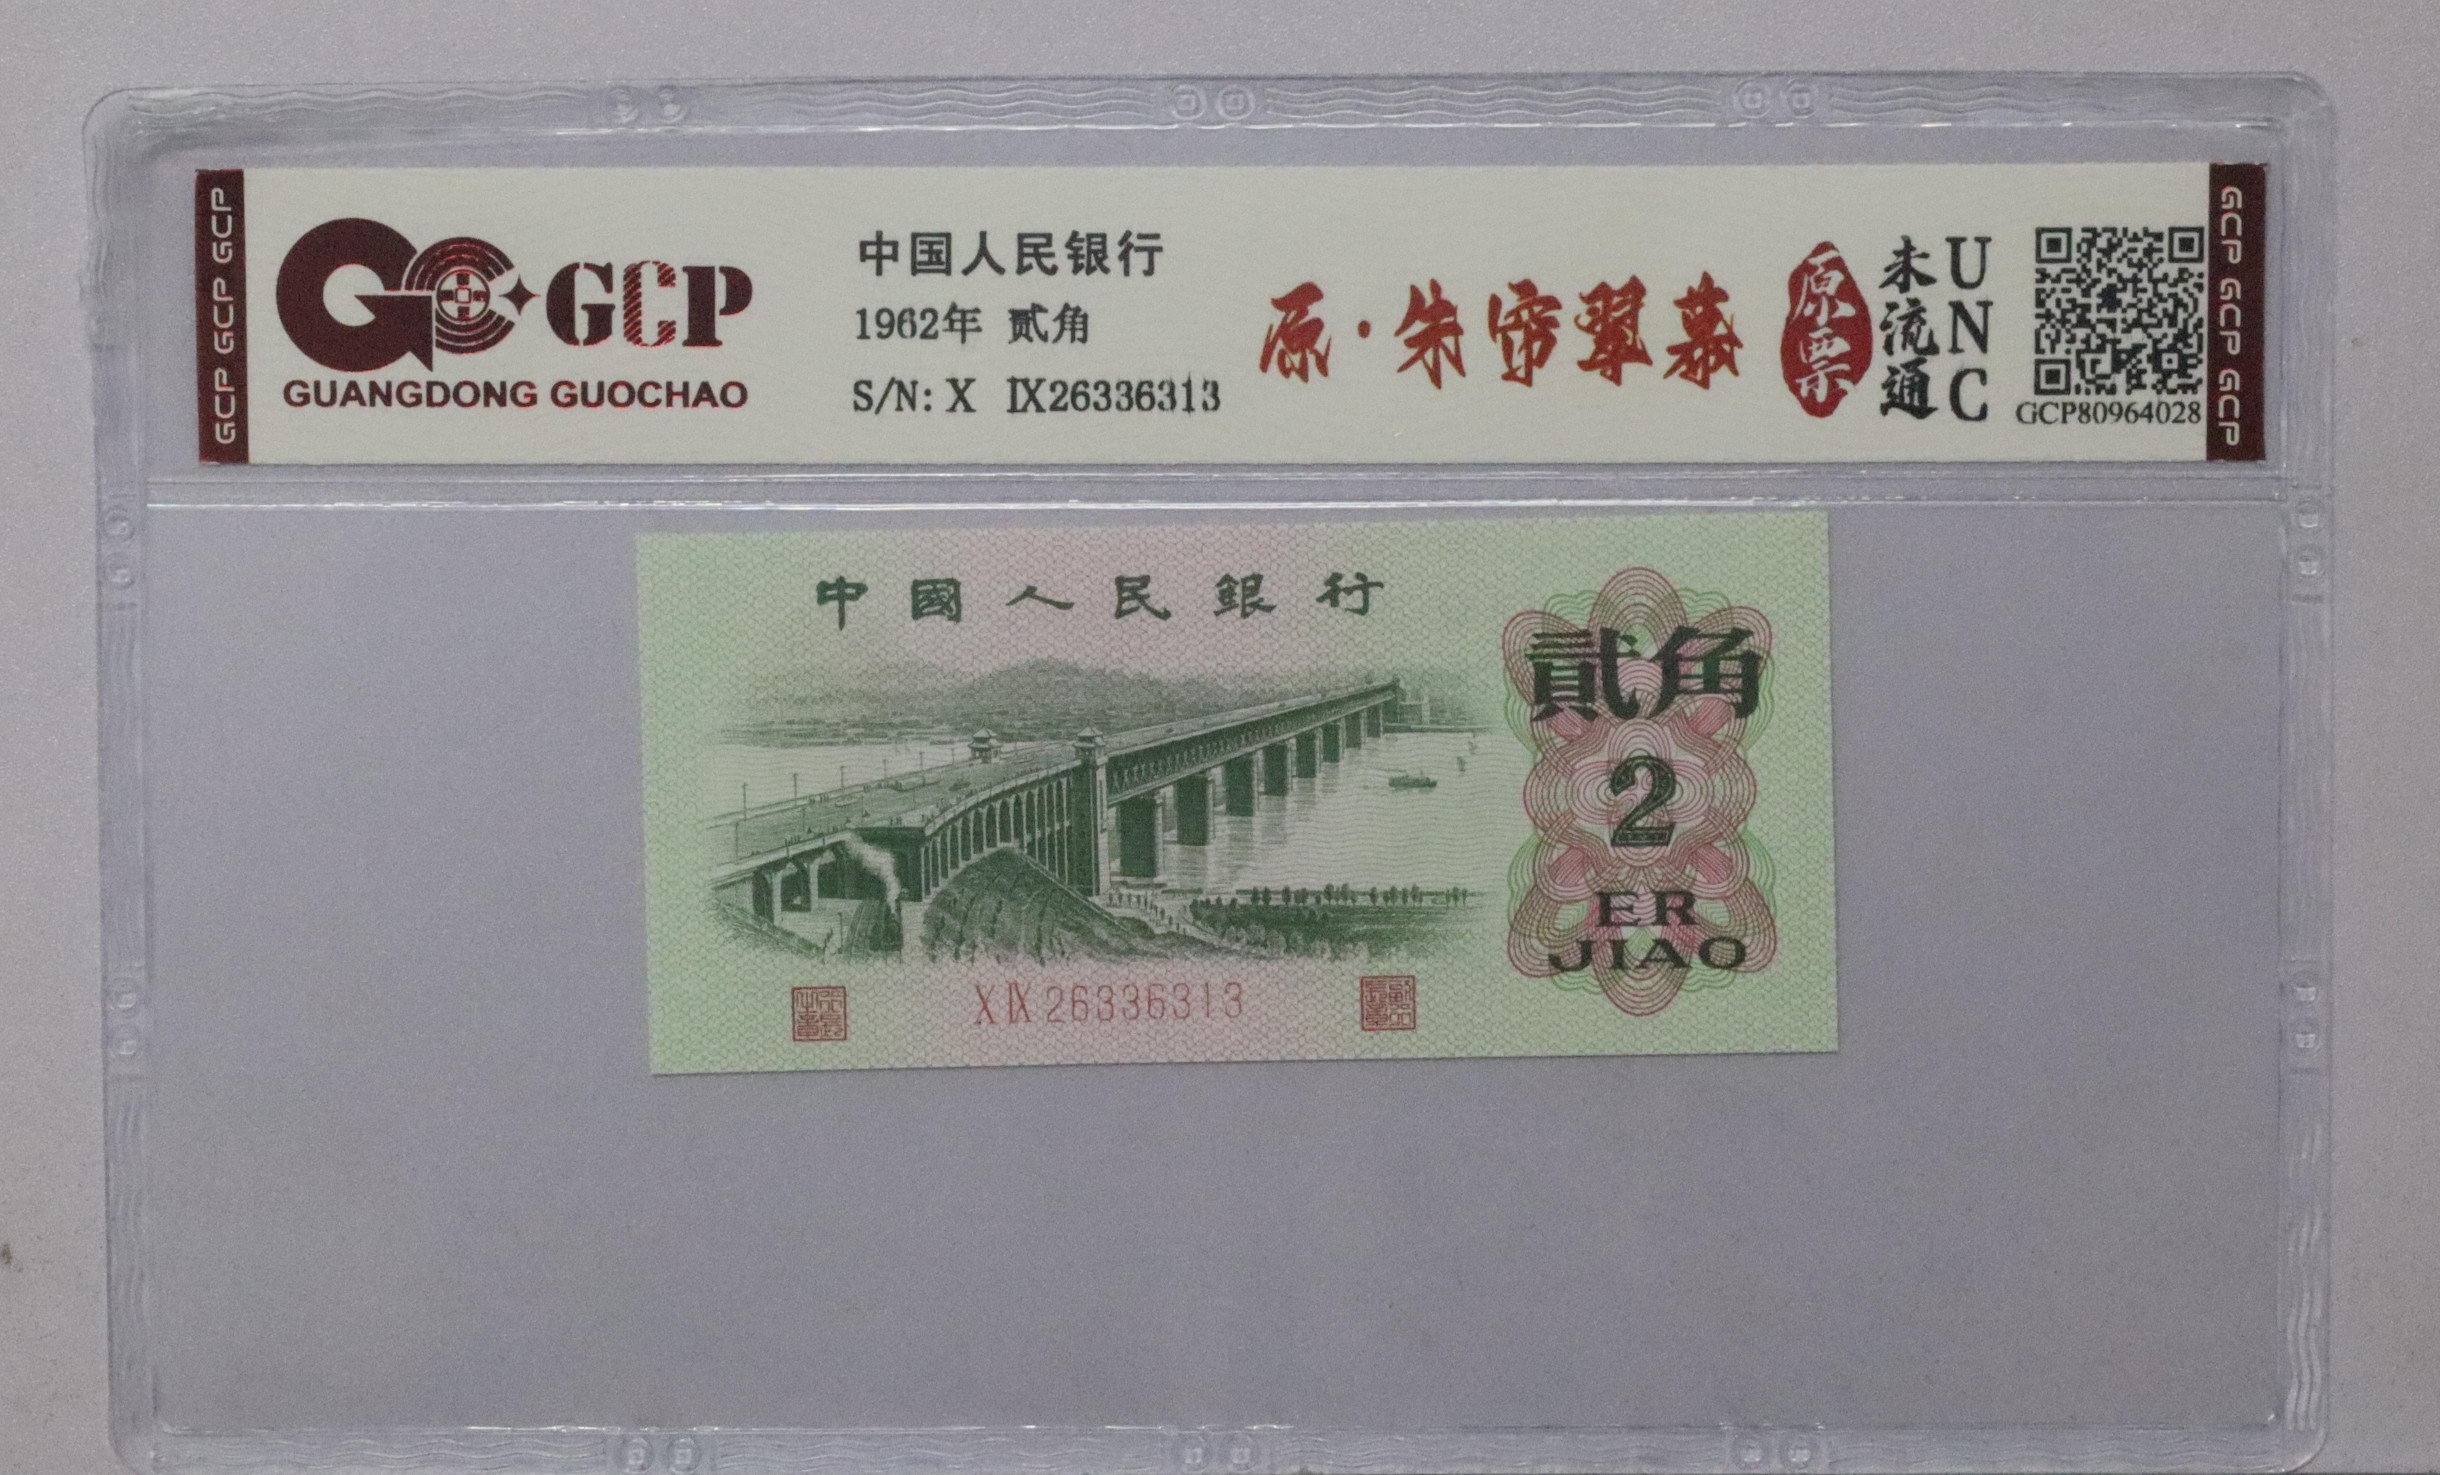 GCP GCP GCP
GCP
GUANGDONG GUOCHAO
中国人民银行
1962年 贰角
S/N: X IX26336313
原·朱帘翠幕
原票
未流通
UNC
GCP80964028
GCP GCP GCP
中國人民銀行
貳角
2
ER
JIAO
X IX 26336313